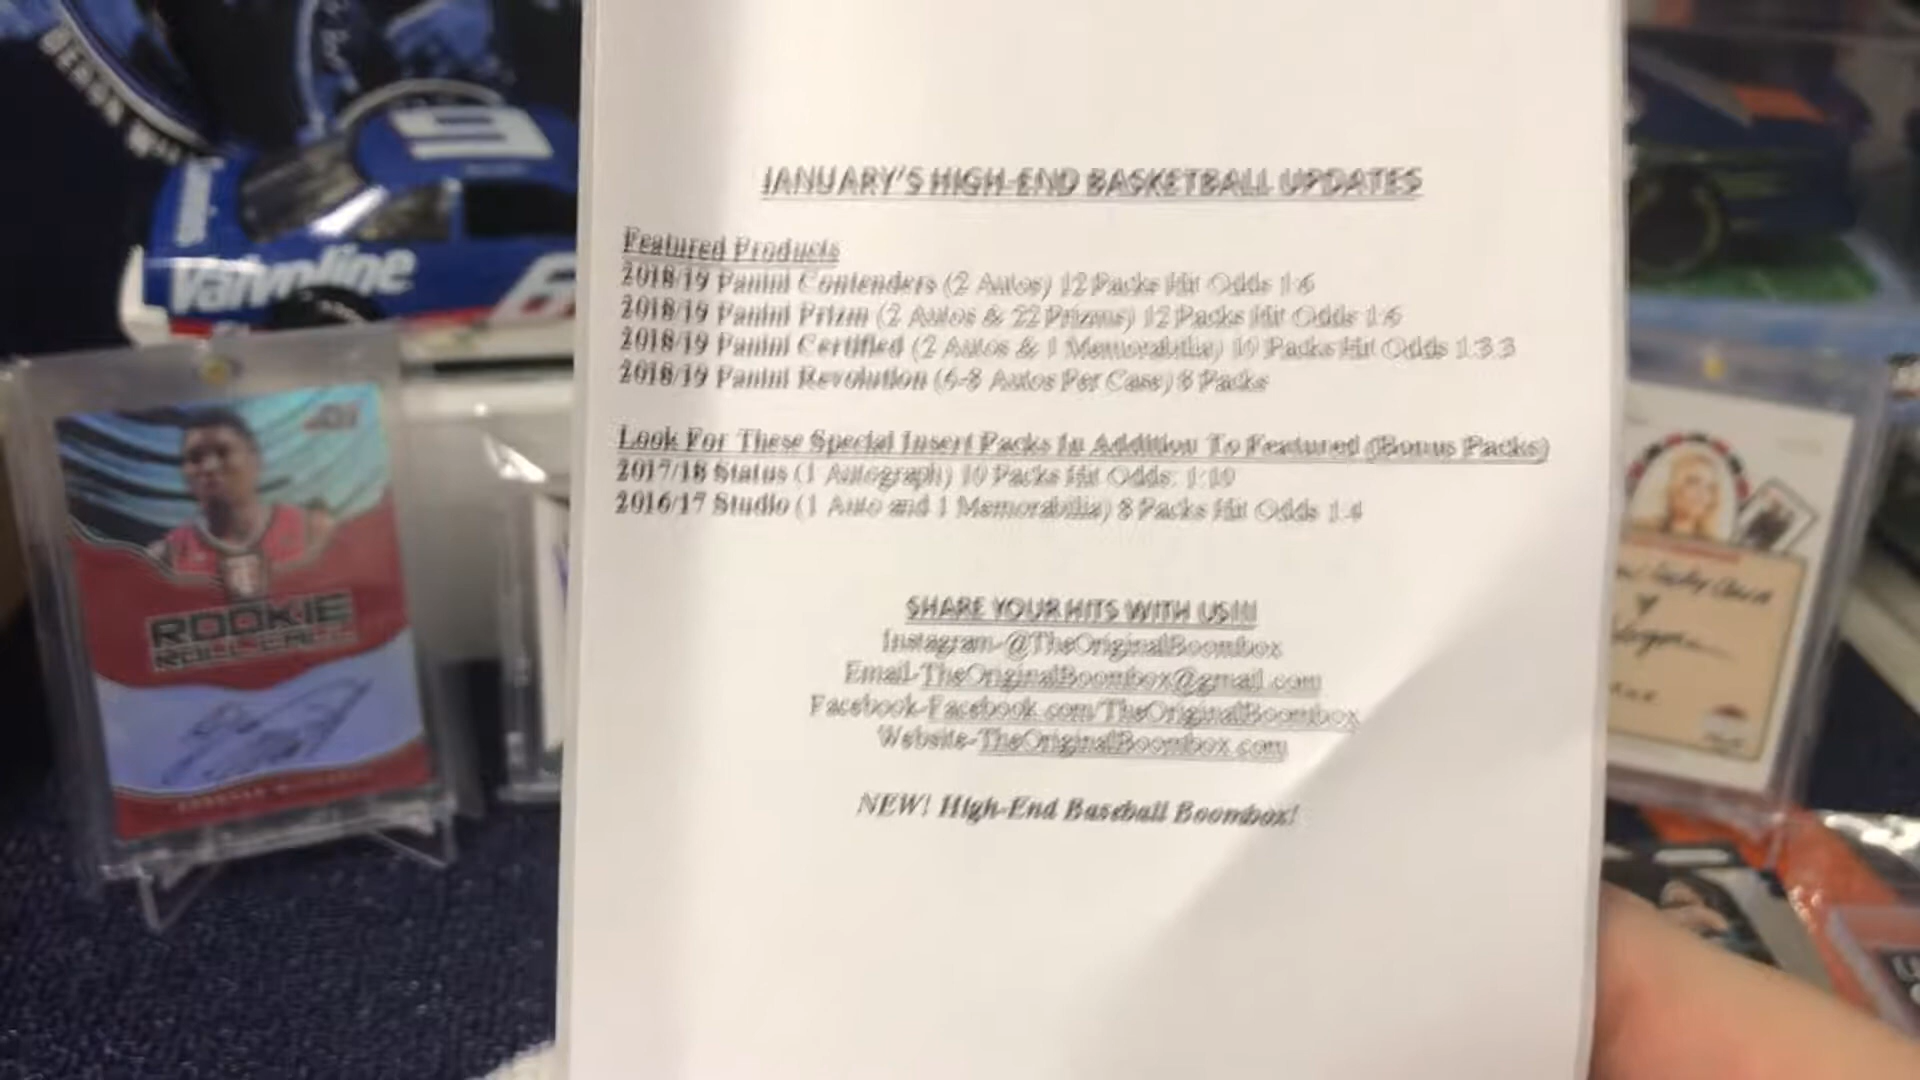 JANUARY'S HIGH-END BASKETBALL UPDATES
Featured Products
2018/19 Panini Contenders (2 Autos) 12 Packs Hit Odds 1:6
2018/19 Panini Prizm (2 Autos & 22 Prizms) 12 Packs Hit Odds 1:6
2018/19 Panini Certified (2 Autos & 1 Memorabilia) 10 Packs Hit Odds 1:3.3
2018/19 Panini Revolution (6-8 Autos Per Case) 8 Packs
Look For These Special Insert Packs In Addition To Featured (Bonus Packs)
2017/18 Status (1 Autograph) 10 Packs Hit Odds: 1:10
2016/17 Studio (1 Auto and 1 Memorabilia) 8 Packs Hit Odds 1:4
SHARE YOUR HITS WITH US!!!
Instagram-@TheOriginalBoombox
Email-TheOriginalBoombox@gmail.com
Facebook-Facebook.com/TheOriginalBoombox
Website-TheOriginalBoombox.com
NEW! High-End Baseball Boombox!
Valvoline
6
ROOKIE
ROLL CALL